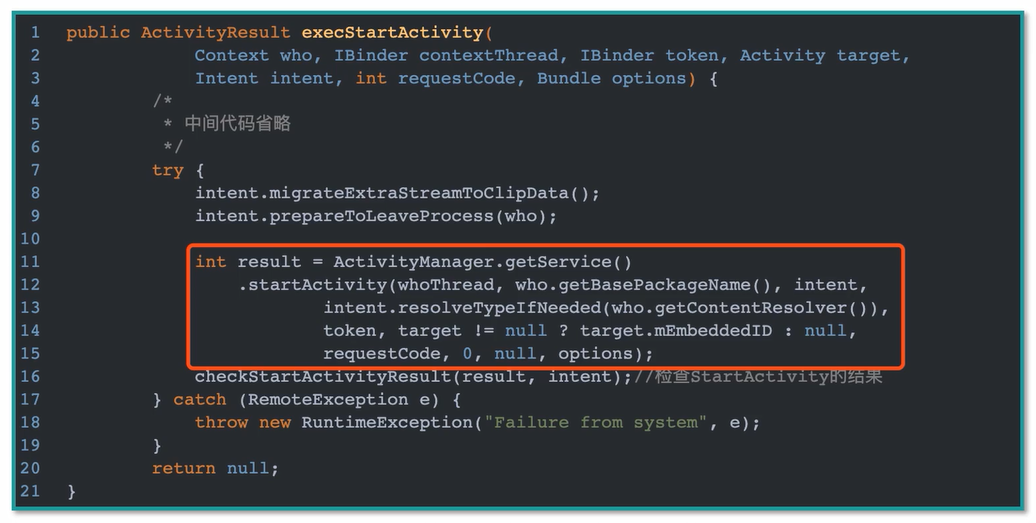 1 public ActivityResult execStartActivity(
2 Context who, IBinder contextThread, IBinder token, Activity target,
3 Intent intent, int requestCode, Bundle options) {
4 /*
5 * 中间代码省略
6 */
7 try {
8 intent.migrateExtraStreamToClipData();
9 intent.prepareToLeaveProcess(who);
10
11 int result = ActivityManager.getService()
12 .startActivity(whoThread, who.getBasePackageName(), intent,
13 intent.resolveTypeIfNeeded(who.getContentResolver()),
14 token, target != null ? target.mEmbeddedID : null,
15 requestCode, 0, null, options);
16 checkStartActivityResult(result, intent);//检查StartActivity的结果
17 } catch (RemoteException e) {
18 throw new RuntimeException("Failure from system", e);
19 }
20 return null;
21 }